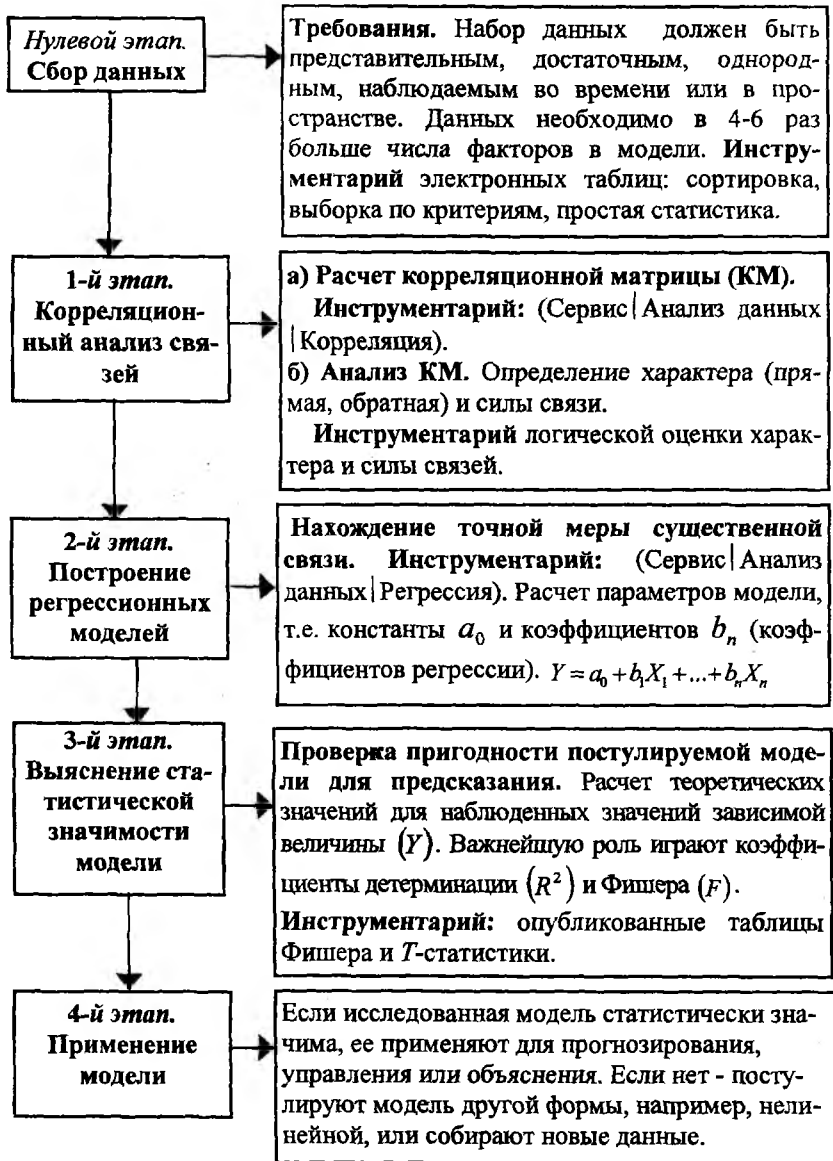 Нулевой этап.
Сбор данных
Требования. Набор данных должен быть
представительным, достаточным, однород-
ным, наблюдаемым во времени или в про-
странстве. Данных необходимо в 4-6 раз
больше числа факторов в модели. Инстру-
ментарий электронных таблиц: сортировка,
выборка по критериям, простая статистика.
1-й этап.
Корреляцион-
ный анализ свя-
зей
а) Расчет корреляционной матрицы (КМ).
Инструментарий: (Сервис|Анализ данных
|Корреляция).
б) Анализ КМ. Определение характера (пря-
мая, обратная) и силы связи.
Инструментарий логической оценки харак-
тера и силы связей.
2-й этап.
Построение
регрессионных
моделей
Нахождение точной меры существенной
связи. Инструментарий: (Сервис|Анализ
данных|Регрессия). Расчет параметров модели,
т.е. константы a₀ и коэффициентов bₙ (коэф-
фициентов регрессии). Y = a₀ + b₁X₁ + ... + bₙXₙ
3-й этап.
Выяснение ста-
тистической
значимости
модели
Проверка пригодности постулируемой моде-
ли для предсказания. Расчет теоретических
значений для наблюденных значений зависимой
величины (Y). Важнейшую роль играют коэффи-
циенты детерминации (R²) и Фишера (F).
Инструментарий: опубликованные таблицы
Фишера и T-статистики.
4-й этап.
Применение
модели
Если исследованная модель статистически зна-
чима, ее применяют для прогнозирования,
управления или объяснения. Если нет - посту-
лируют модель другой формы, например, нели-
нейной, или собирают новые данные.